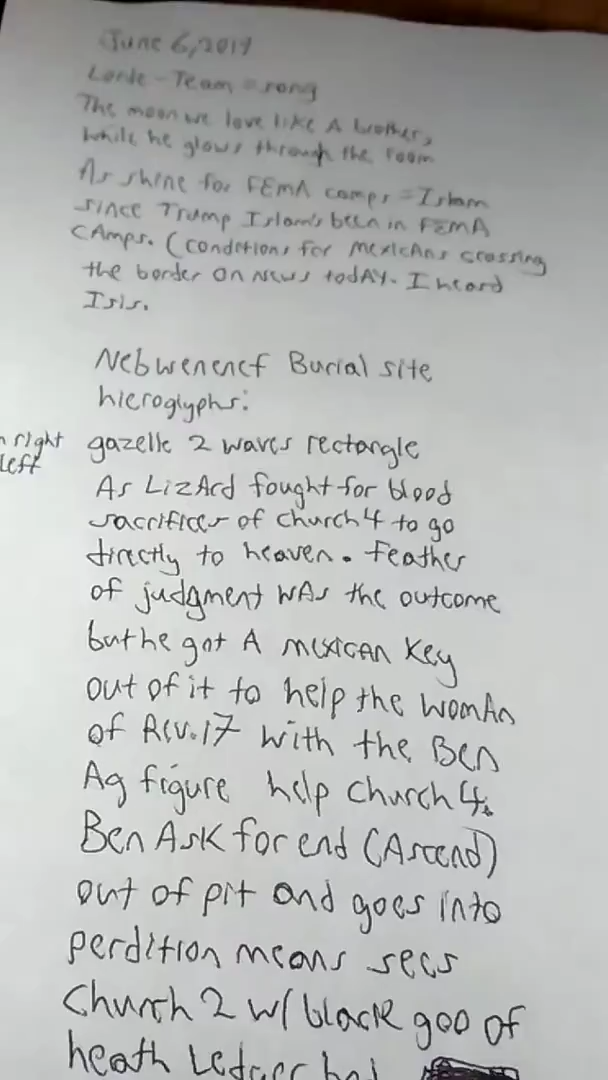 June 6, 2019
Lorde - Team = song
The moon we love like A brother,
while he glows through the room
As shine for FEMA camps = Islam
since Trump Islam's been in FEMA
CAmps. (conditions for MexicAns crossing
the border on news todAy. I heard
Isis.
Nebwenenef Burial site
hieroglyphs:
right gazelle 2 waves rectangle
left
As LizArd fought for blood
sacrifices of church 4 to go
directly to heaven. Feather
of judgment wAs the outcome
but he got A mexicAn key
out of it to help the womAn
of Rev.17 with the Ben
Ag figure help church 4.
Ben Ask for end (Ascend)
out of pit and goes into
perdition means sees
Church 2 w/ black goo of
heath Ledger